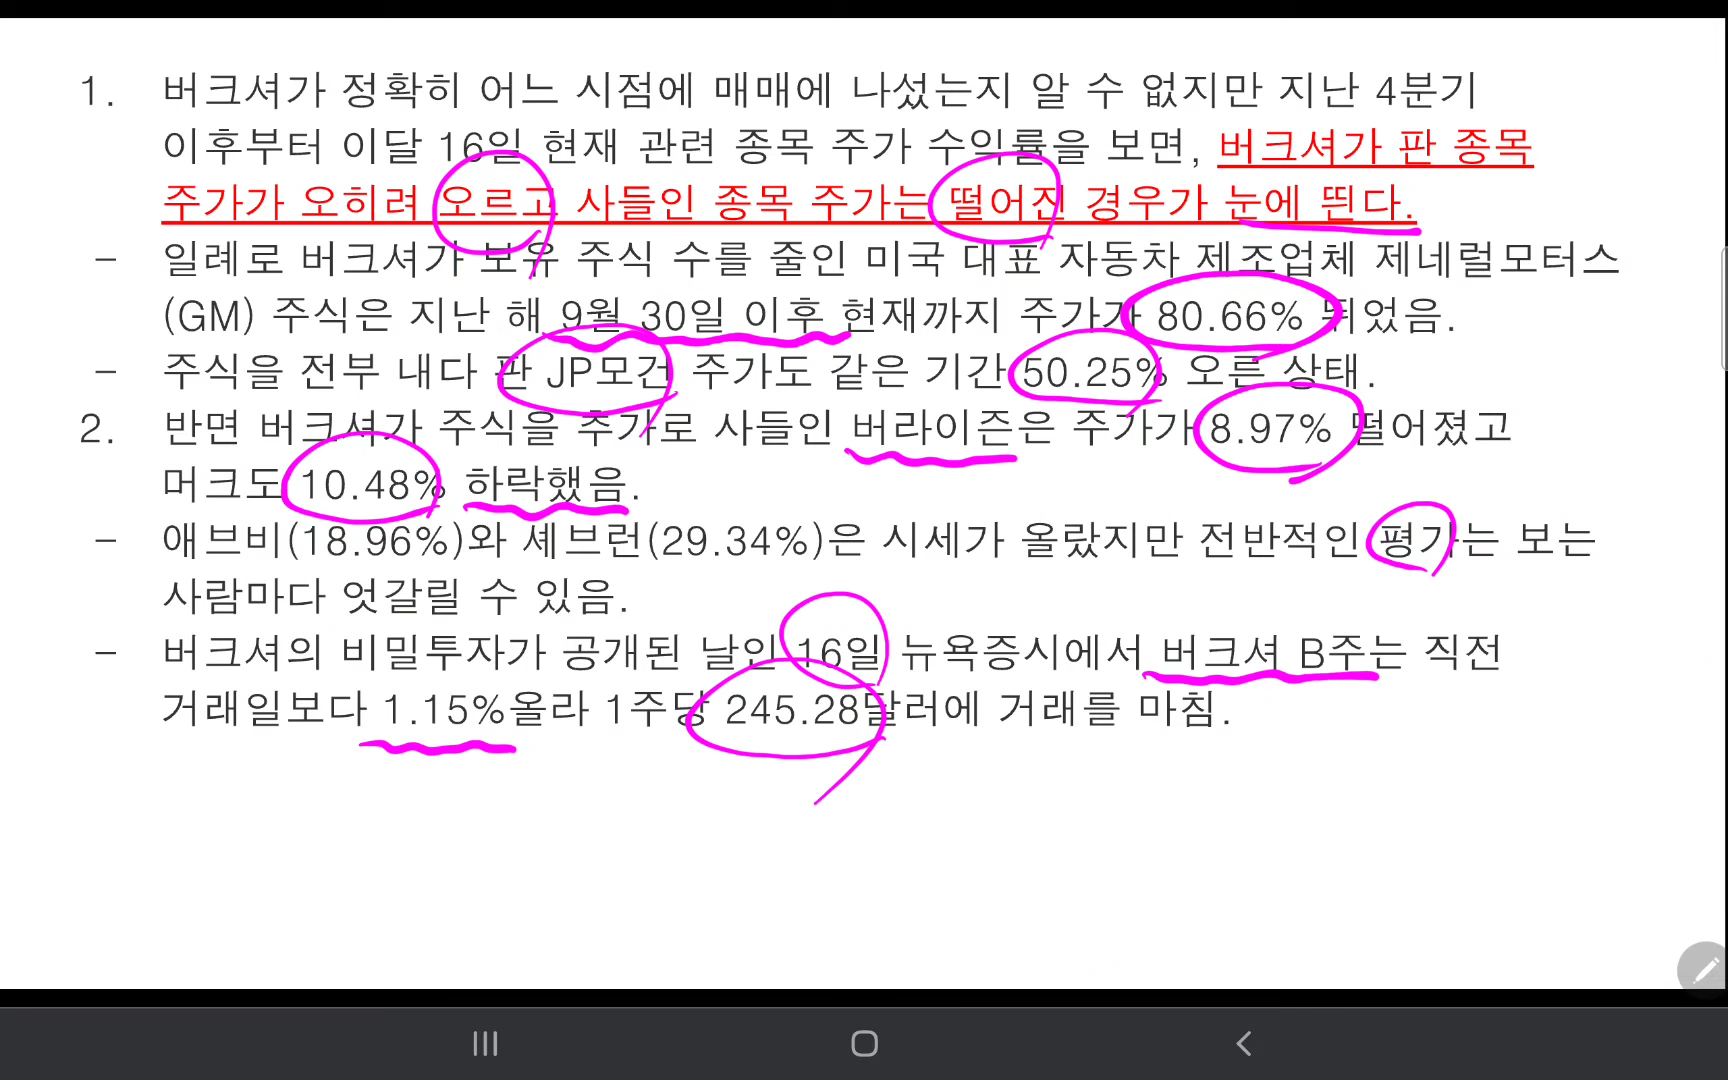 1. 버크셔가 정확히 어느 시점에 매매에 나섰는지 알 수 없지만 지난 4분기
이후부터 이달 16일 현재 관련 종목 주가 수익률을 보면, 버크셔가 판 종목
주가가 오히려 오르고 사들인 종목 주가는 떨어진 경우가 눈에 띈다.
- 일례로 버크셔가 보유 주식 수를 줄인 미국 대표 자동차 제조업체 제네럴모터스
(GM) 주식은 지난 해 9월 30일 이후 현재까지 주가가 80.66% 뛰었음.
- 주식을 전부 내다 판 JP모건 주가도 같은 기간 50.25% 오른 상태.
2. 반면 버크셔가 주식을 추가로 사들인 버라이즌은 주가가 8.97% 떨어졌고
머크도 10.48% 하락했음.
- 애브비(18.96%)와 셰브런(29.34%)은 시세가 올랐지만 전반적인 평가는 보는
사람마다 엇갈릴 수 있음.
- 버크셔의 비밀투자가 공개된 날인 16일 뉴욕증시에서 버크셔 B주는 직전
거래일보다 1.15%올라 1주당 245.28달러에 거래를 마침.